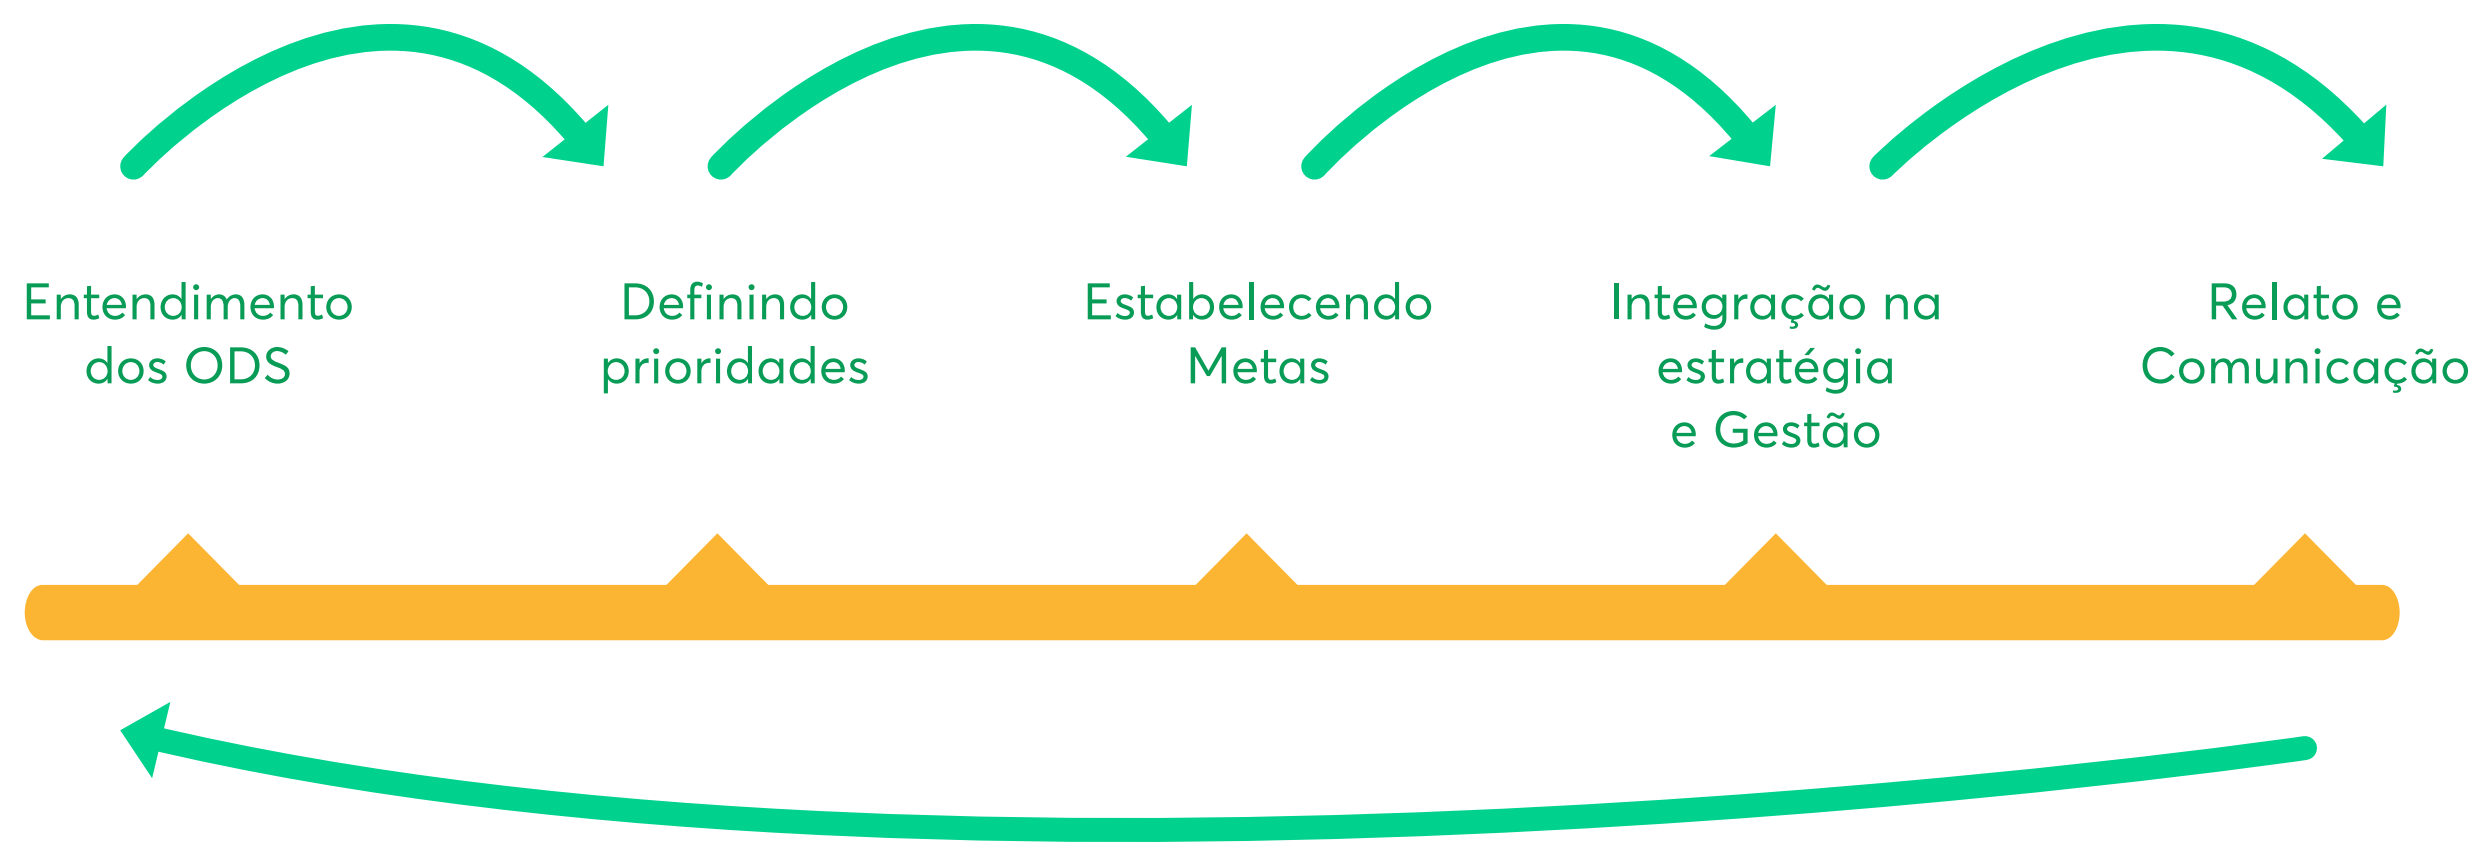 Entendimento
dos ODS
Definindo
prioridades
Estabelecendo
Metas
Integração na
estratégia
e Gestão
Relato e
Comunicação